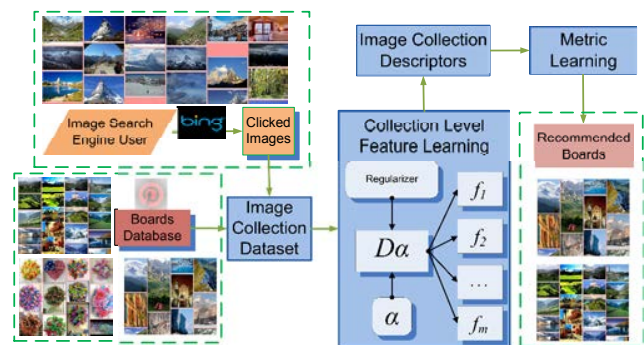 Image Collection
Descriptors
Metric
Learning
Image Search
Engine User
bing
Clicked
Images
Collection Level
Feature Learning
Recommended
Boards
Regularizer
f1
Boards
Database
Image
Collection
Dataset
Dα
f2
...
α
fm